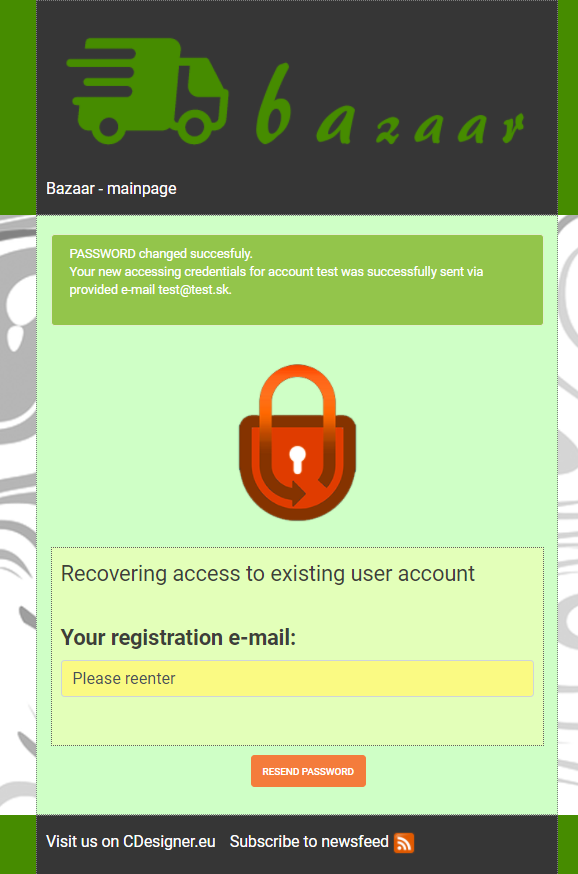 bazaar
Bazaar - mainpage
PASSWORD changed succesfuly.
Your new accessing credentials for account test was successfully sent via
provided e-mail test@test.sk.
Recovering access to existing user account
Your registration e-mail:
Please reenter
RESEND PASSWORD
Visit us on CDesigner.eu Subscribe to newsfeed